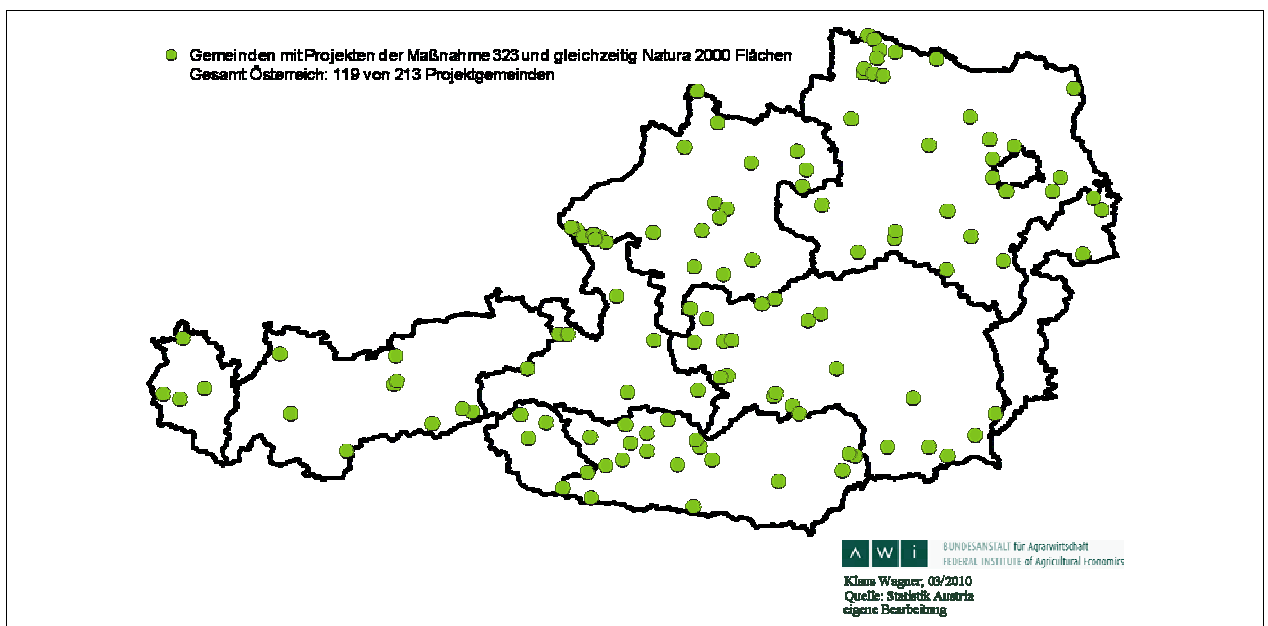 Gemeinden mit Projekten der Maßnahme 323 und gleichzeitig Natura 2000 Flächen
Gesamt Österreich: 119 von 213 Projektgemeinden
AWi
BUNDESANSTALT für Agrarwirtschaft
FEDERAL INSTITUTE of Agricultural Economics
Klaus Wagner, 03/2010
Quelle: Statistik Austria
eigene Bearbeitung